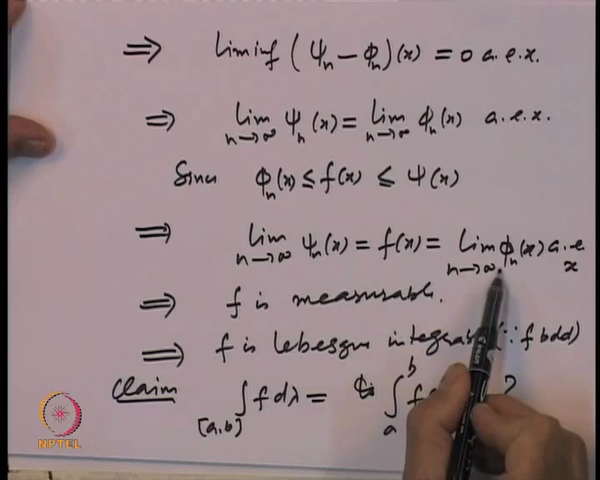 ⇒ lim inf (ψₙ − ϕₙ)(x) = 0 a.e.x.
⇒ lim n→∞ ψₙ(x) = lim n→∞ ϕₙ(x) a.e.x.
Since ϕₙ(x) ≤ f(x) ≤ ψ(x)
⇒ lim n→∞ ψₙ(x) = f(x) = lim n→∞ ϕₙ(x) a.e. x
⇒ f is measurable.
⇒ f is Lebesgue (∵ f bdd)
Claim ∫[a,b] f dλ = ∫ₐᵇ f ?
NPTEL